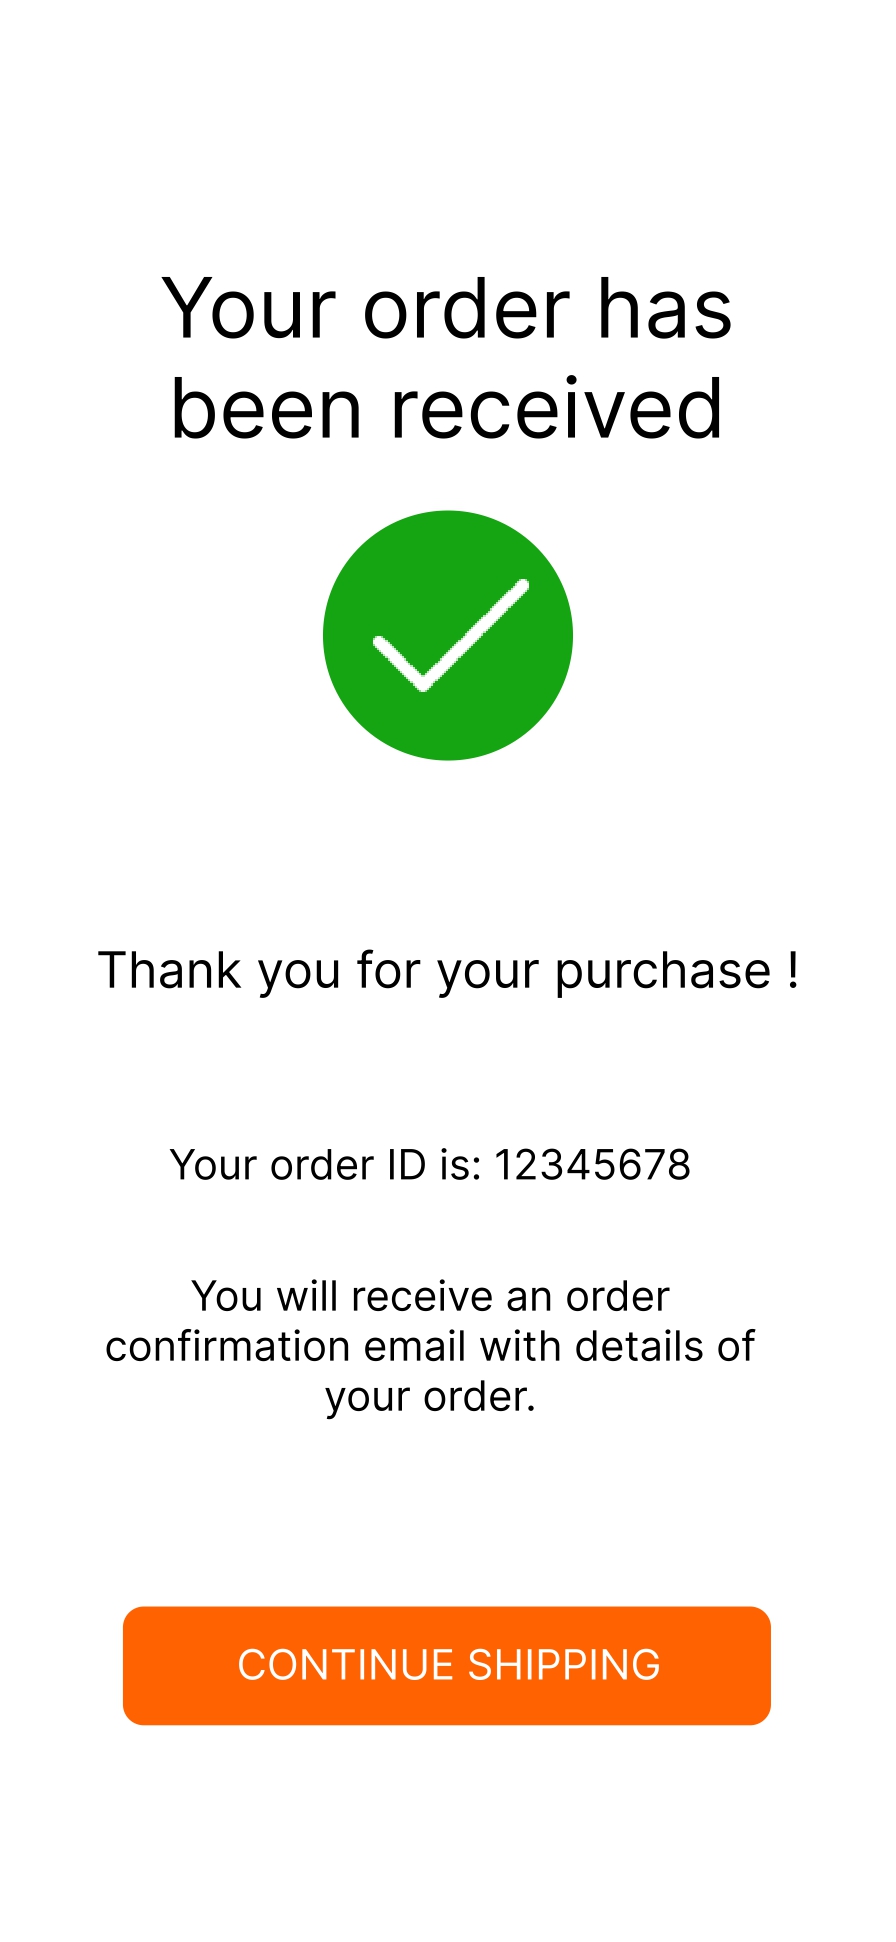 Your order has
been received
Thank you for your purchase !
Your order ID is: 12345678
You will receive an order
confirmation email with details of
your order.
CONTINUE SHIPPING